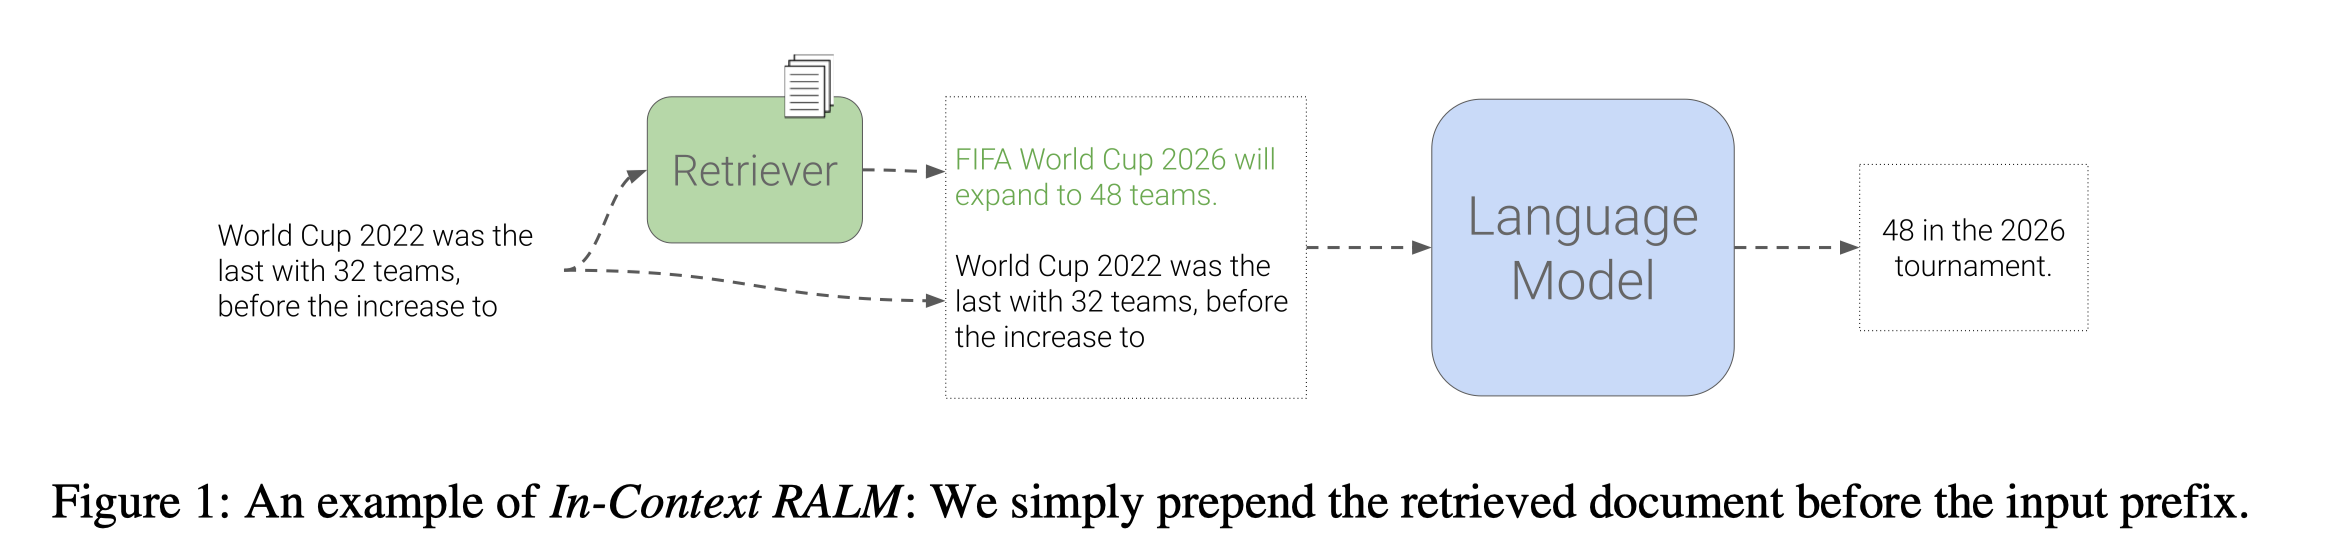 World Cup 2022 was the
last with 32 teams,
before the increase to
Retriever
FIFA World Cup 2026 will
expand to 48 teams.
World Cup 2022 was the
last with 32 teams, before
the increase to
Language
Model
48 in the 2026
tournament.
Figure 1: An example of In-Context RALM: We simply prepend the retrieved document before the input prefix.